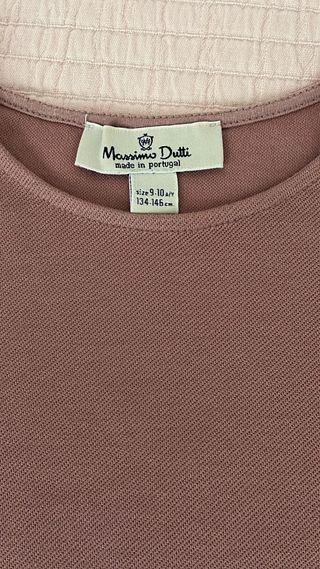 Massimo Dutti
made in portugal
size 9-10 A/Y
134-146 cm